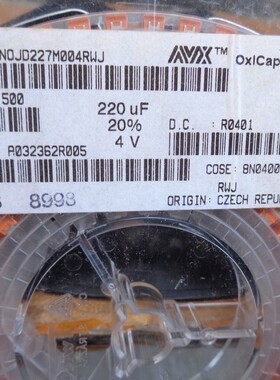 NOJD227M004RWJ
AVX™ OxiCap
500
220 uF
20%
4 V
D.C. : R0401
A032362R005
COSE: 8N0400
8998
RWJ
ORIGIN: CZECH REPU